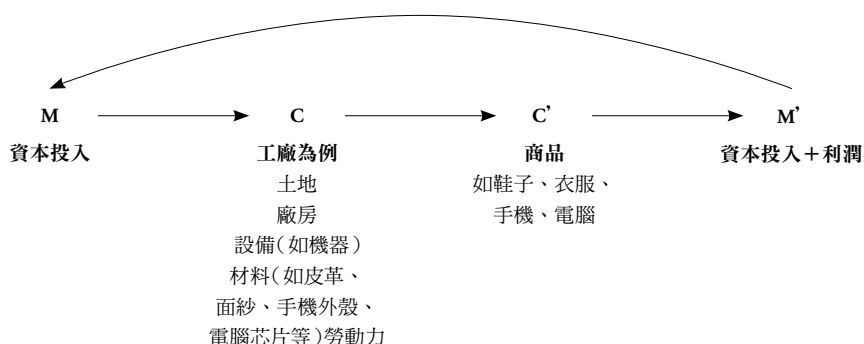 M
C
C’
M’
資本投入
工廠為例
商品
資本投入＋利潤
土地
如鞋子、衣服、
廠房
手機、電腦
設備（如機器）
材料（如皮革、
面紗、手機外殼、
電腦芯片等）勞動力